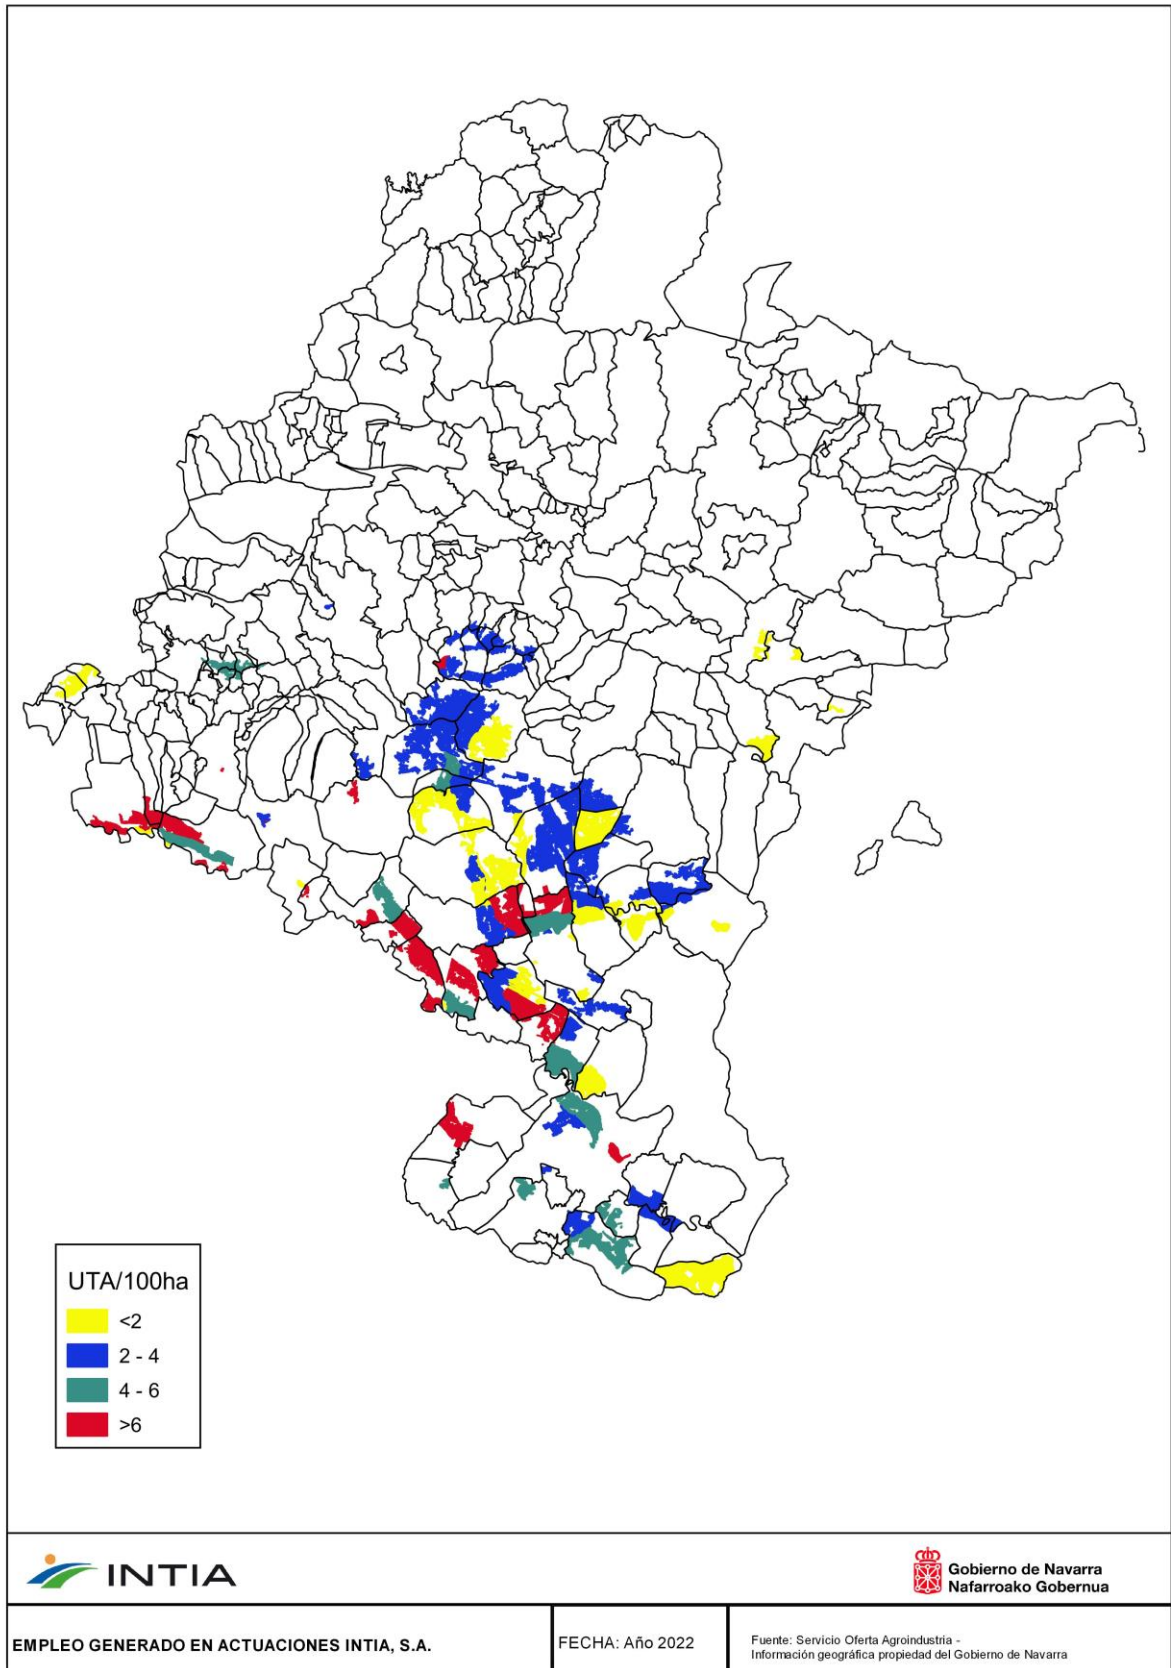 UTA/100ha
<2
2 - 4
4 - 6
>6
INTIA
Gobierno de Navarra
Nafarroako Gobernua
EMPLEO GENERADO EN ACTUACIONES INTIA, S.A.
FECHA: Año 2022
Fuente: Servicio Oferta Agroindustria -
Información geográfica propiedad del Gobierno de Navarra